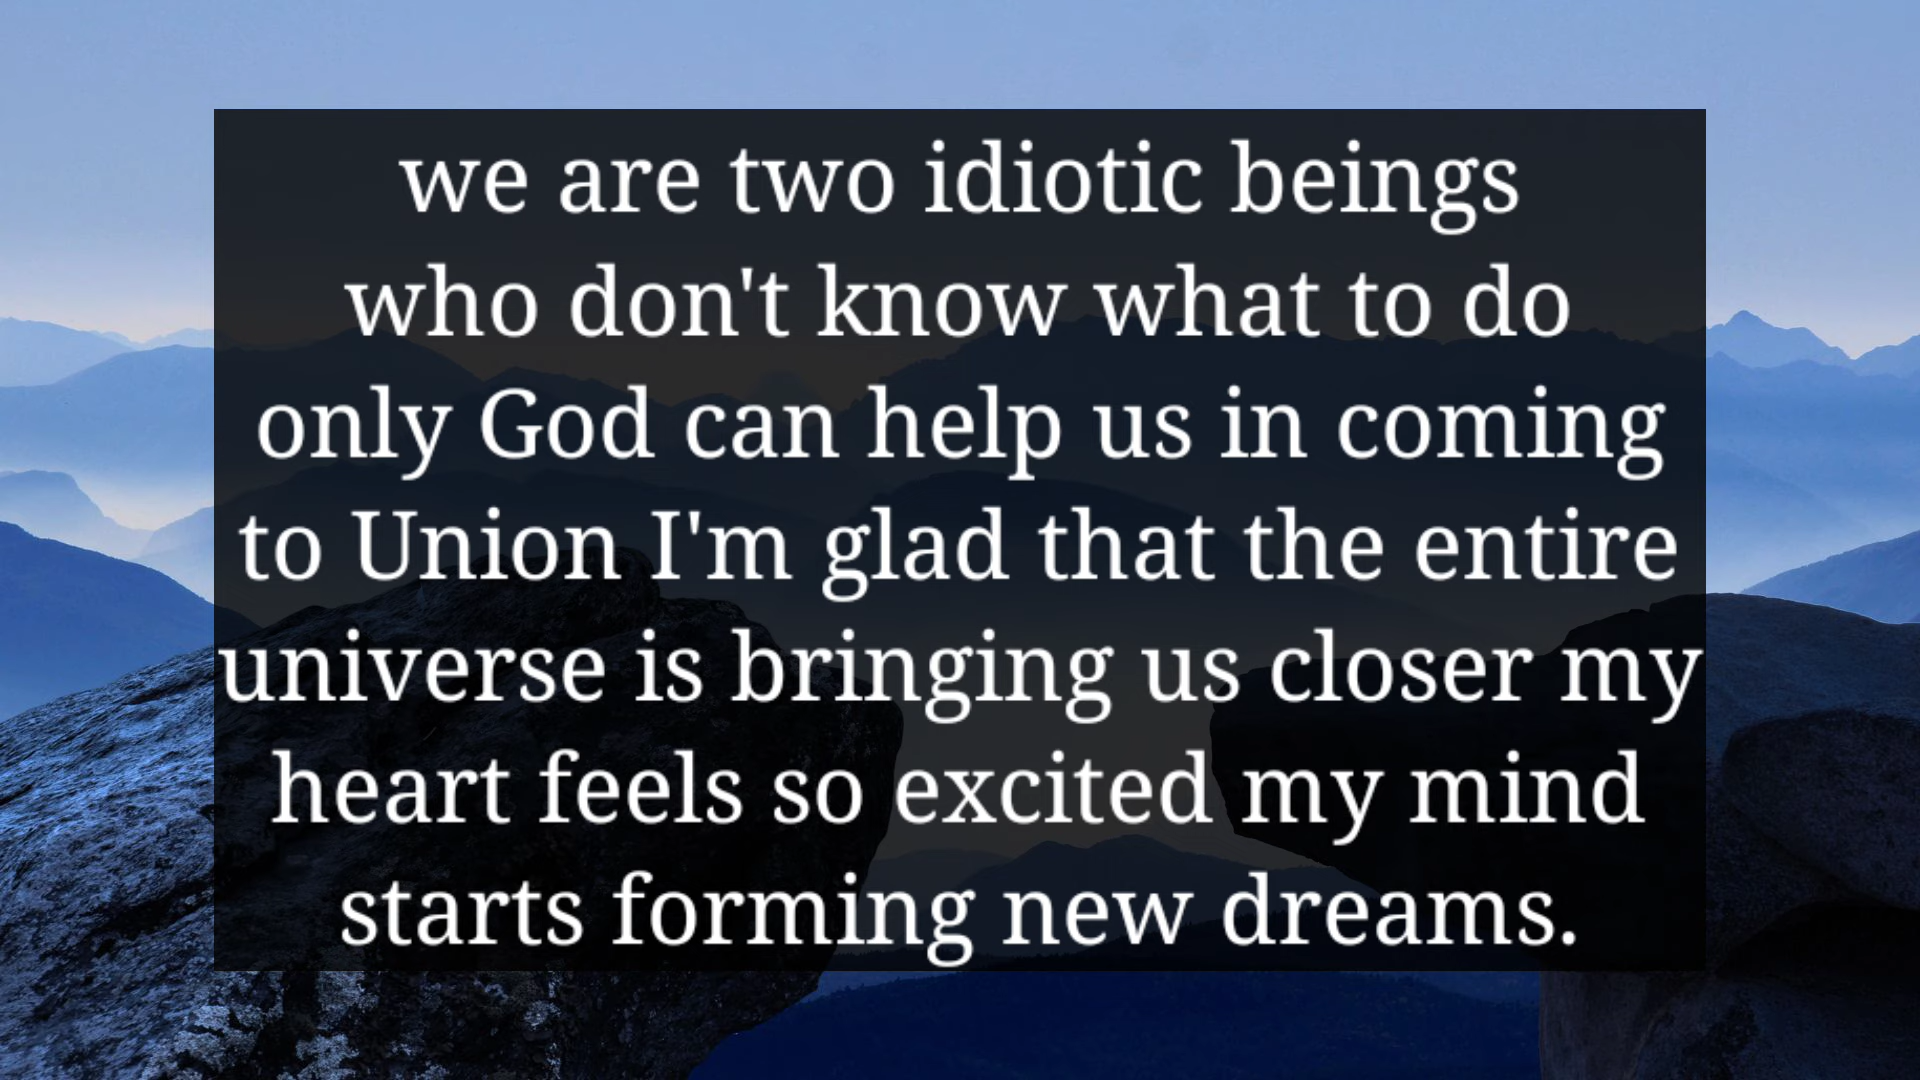 we are two idiotic beings
who don't know what to do
only God can help us in coming
to Union I'm glad that the entire
universe is bringing us closer my
heart feels so excited my mind
starts forming new dreams.